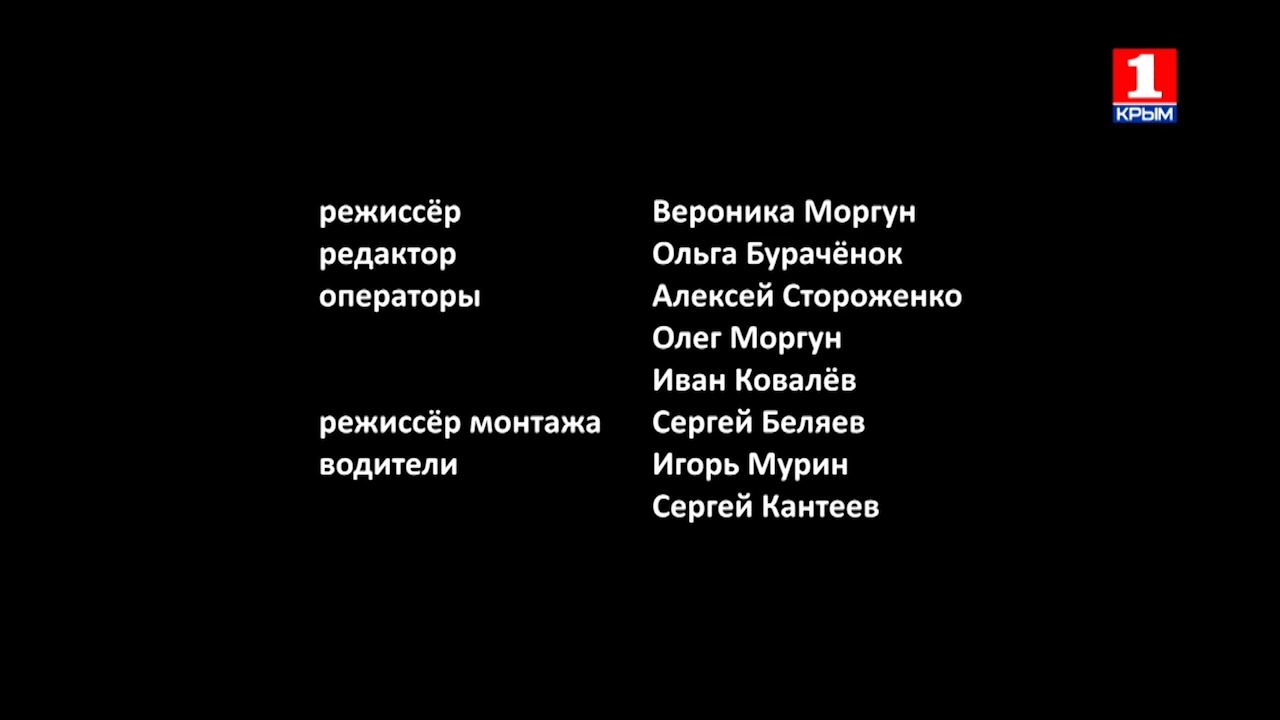 1
КРЫМ
режиссёр Вероника Моргун
редактор Ольга Бурачёнок
операторы Алексей Стороженко
Олег Моргун
Иван Ковалёв
режиссёр монтажа Сергей Беляев
водители Игорь Мурин
Сергей Кантеев